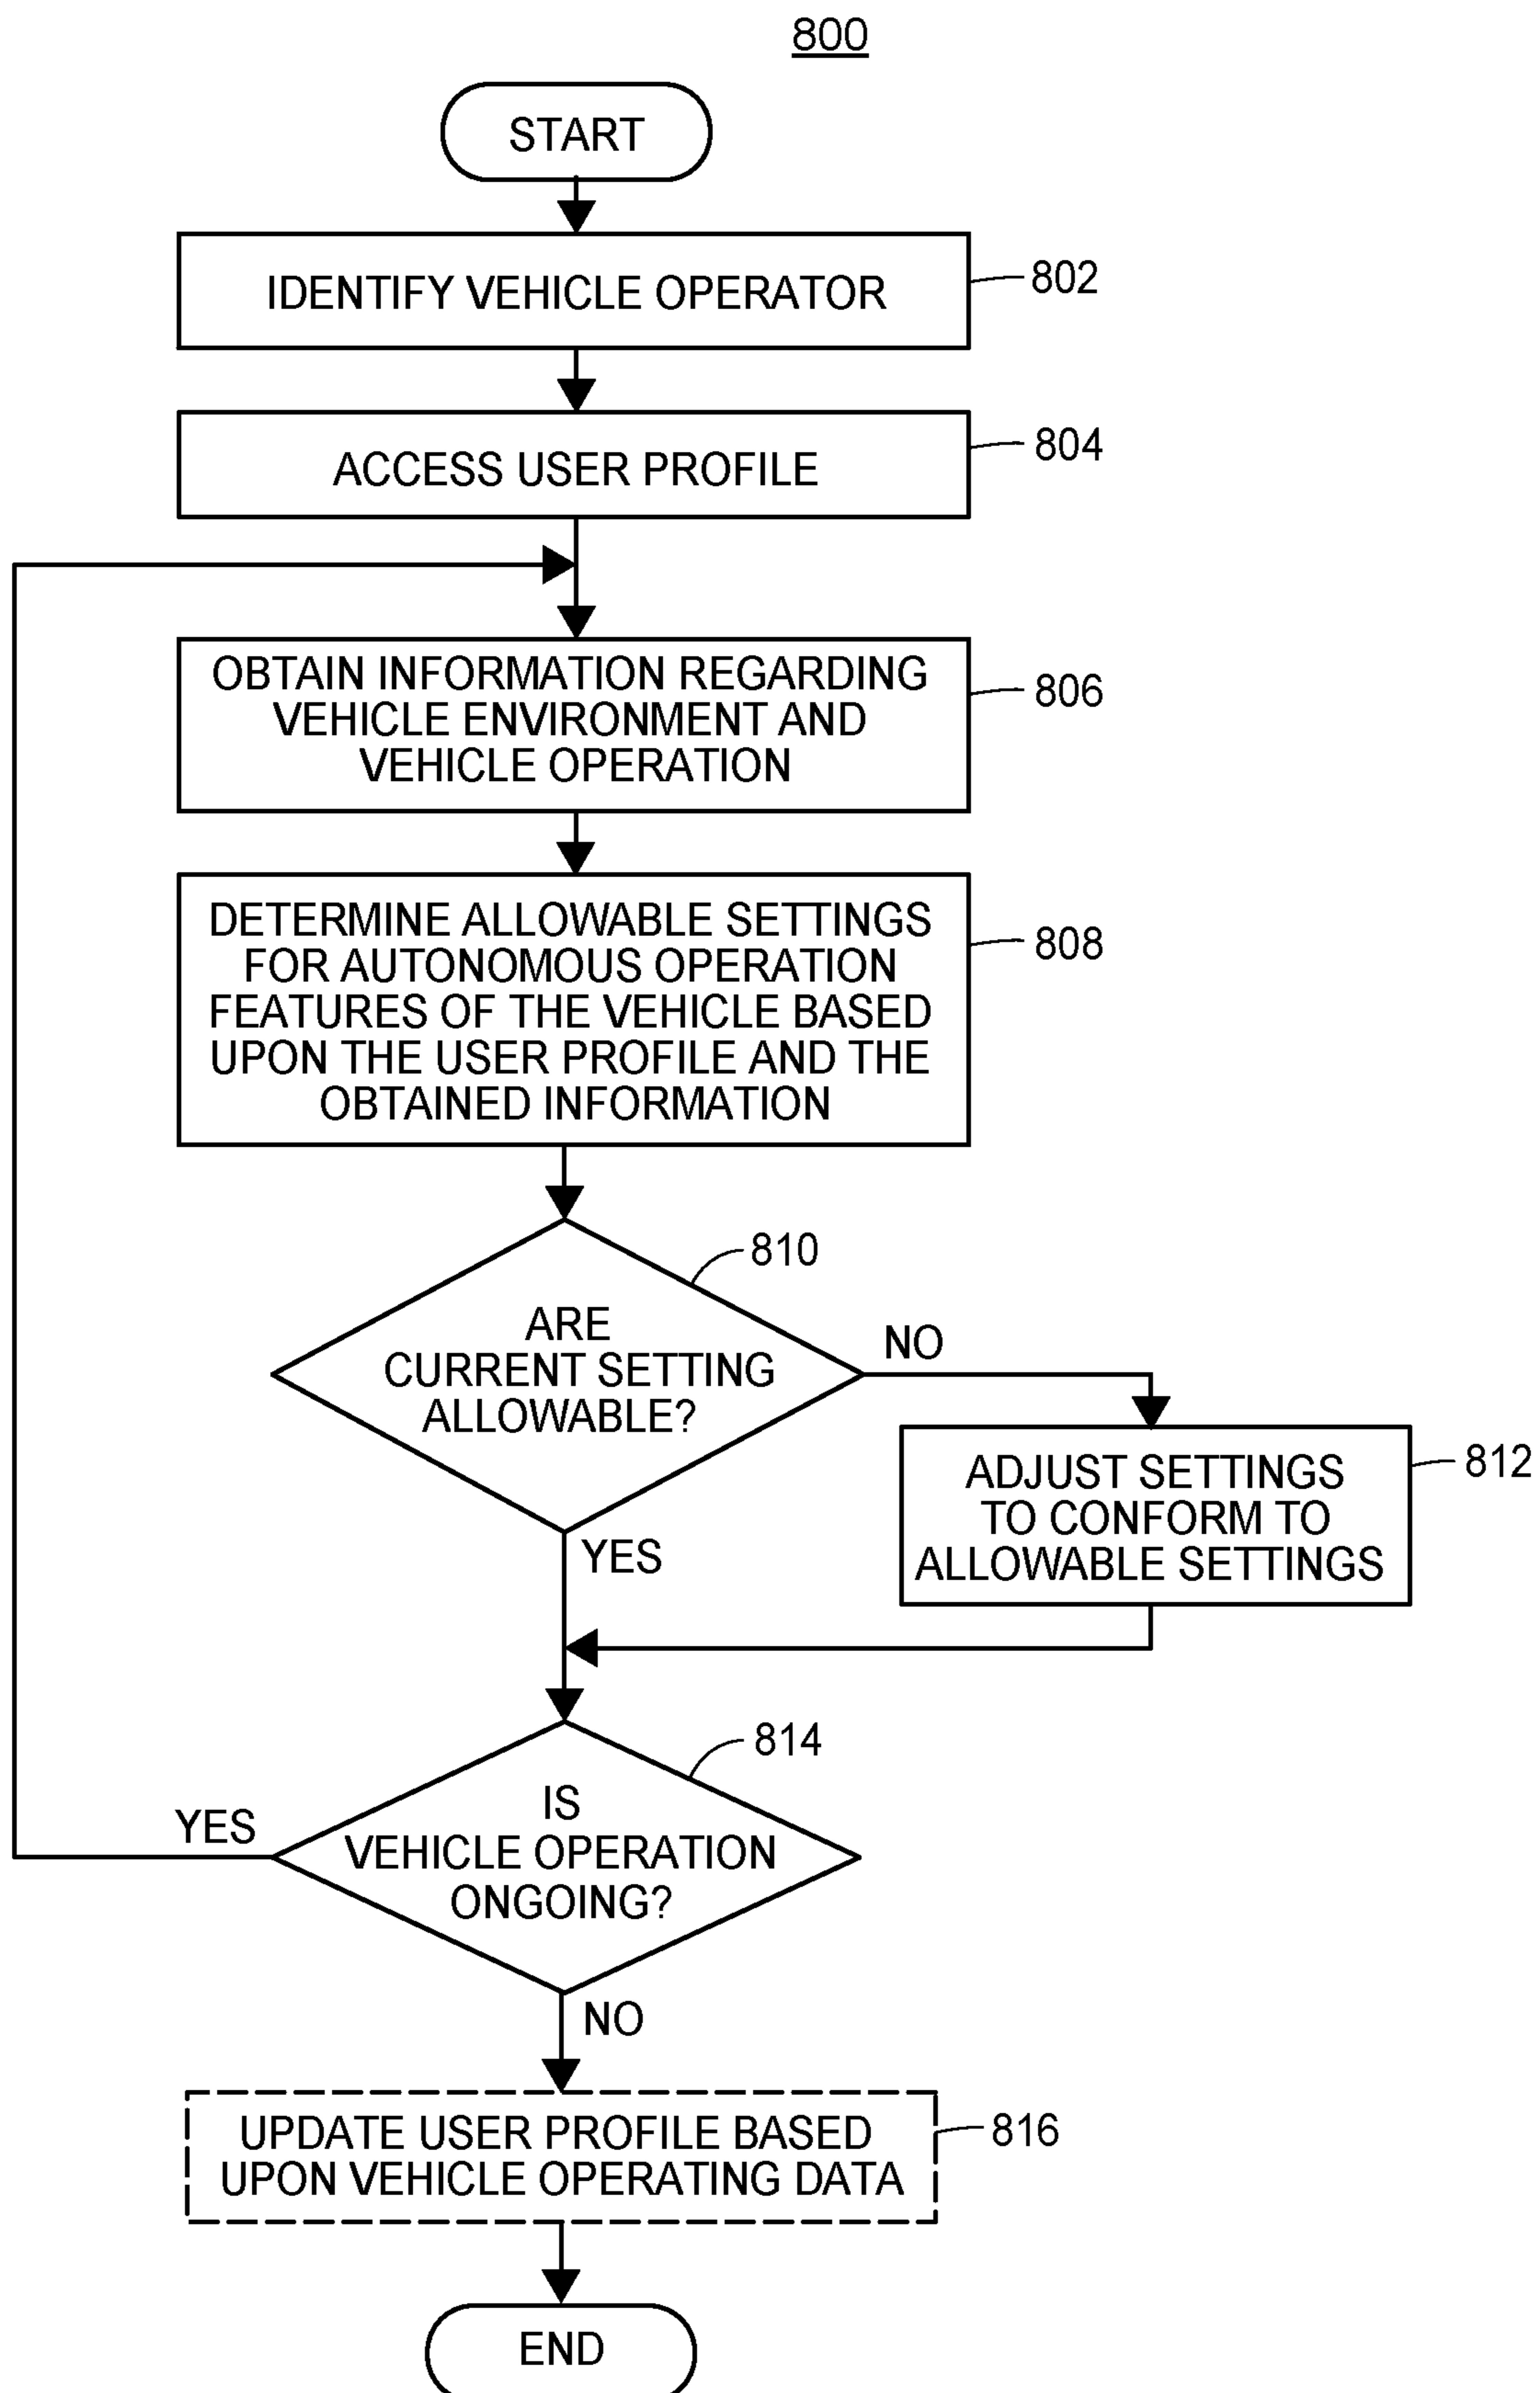 800
START
IDENTIFY VEHICLE OPERATOR
802
ACCESS USER PROFILE
804
OBTAIN INFORMATION REGARDING
VEHICLE ENVIRONMENT AND
VEHICLE OPERATION
806
DETERMINE ALLOWABLE SETTINGS
FOR AUTONOMOUS OPERATION
FEATURES OF THE VEHICLE BASED
UPON THE USER PROFILE AND THE
OBTAINED INFORMATION
808
810
ARE
CURRENT SETTING
ALLOWABLE?
NO
ADJUST SETTINGS
TO CONFORM TO
ALLOWABLE SETTINGS
812
YES
814
IS
VEHICLE OPERATION
ONGOING?
YES
NO
UPDATE USER PROFILE BASED
UPON VEHICLE OPERATING DATA
816
END